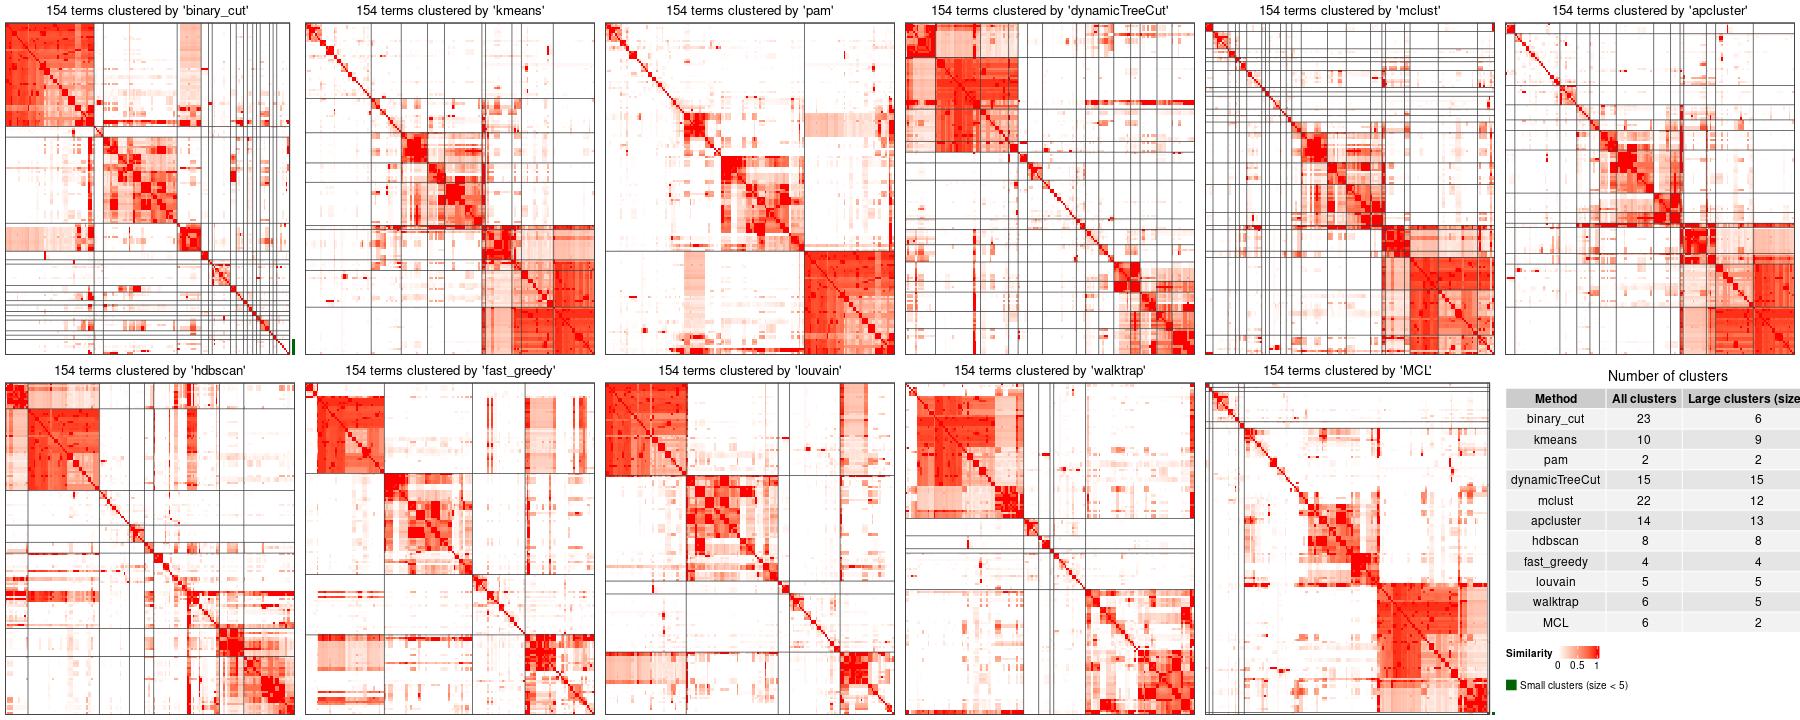 154 terms clustered by 'binary_cut'
154 terms clustered by 'kmeans'
154 terms clustered by 'pam'
154 terms clustered by 'dynamicTreeCut'
154 terms clustered by 'mclust'
154 terms clustered by 'apcluster'
154 terms clustered by 'hdbscan'
154 terms clustered by 'fast_greedy'
154 terms clustered by 'louvain'
154 terms clustered by 'walktrap'
154 terms clustered by 'MCL'
Number of clusters
Method All clusters Large clusters (size
binary_cut 23 6
kmeans 10 9
pam 2 2
dynamicTreeCut 15 15
mclust 22 12
apcluster 14 13
hdbscan 8 8
fast_greedy 4 4
louvain 5 5
walktrap 6 5
MCL 6 2
Similarity
0 0.5 1
Small clusters (size < 5)